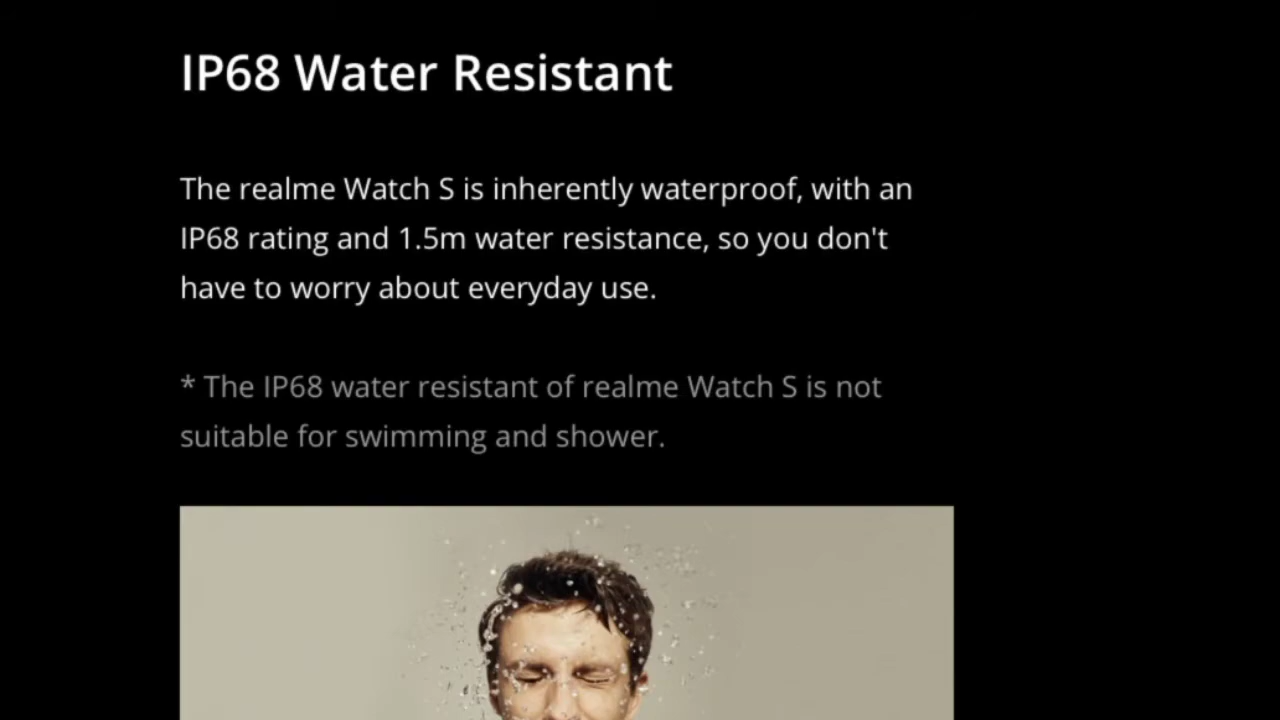 IP68 Water Resistant
The realme Watch S is inherently waterproof, with an
IP68 rating and 1.5m water resistance, so you don't
have to worry about everyday use.
* The IP68 water resistant of realme Watch S is not
suitable for swimming and shower.